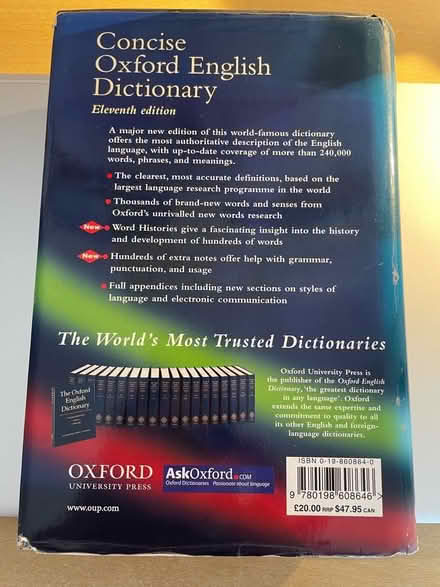 Concise
Oxford English
Dictionary
Eleventh edition
A major new edition of this world-famous dictionary
offers the most authoritative description of the English
language, with up-to-date coverage of more than 240,000
words, phrases, and meanings.
• The clearest, most accurate definitions, based on the
largest language research programme in the world
• Thousands of brand-new words and senses from
Oxford's unrivalled new words research
New • Word Histories give a fascinating insight into the history
and development of hundreds of words
New • Hundreds of extra notes offer help with grammar,
punctuation, and usage
• Full appendices including new sections on styles of
language and electronic communication
The World's Most Trusted Dictionaries
The Oxford
English
Dictionary
Oxford University Press is
the publisher of the Oxford English
Dictionary, 'the greatest dictionary
in any language'. Oxford
extends the same expertise and
commitment to quality to all
its other English and foreign-
language dictionaries.
OXFORD
UNIVERSITY PRESS
www.oup.com
AskOxford.COM
Oxford Dictionaries Passionate about language
ISBN 0-19-860864-0
9 780198 608646 >
£20.00 RRP $47.95 CAN